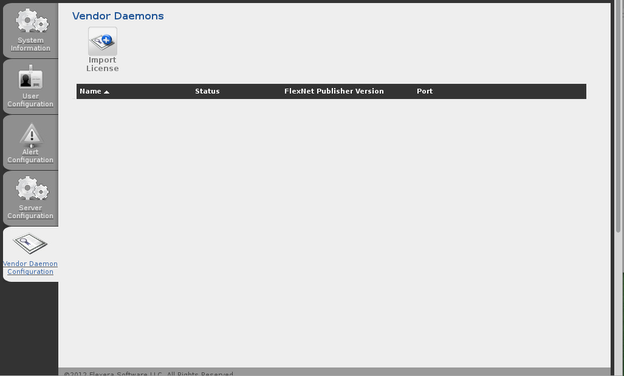 Vendor Daemons
System
Information
Import
License
User
Configuration
Name Status FlexNet Publisher Version Port
Alert
Configuration
Server
Configuration
Vendor Daemon
Configuration
©2012 Flexera Software LLC. All Rights Reserved.